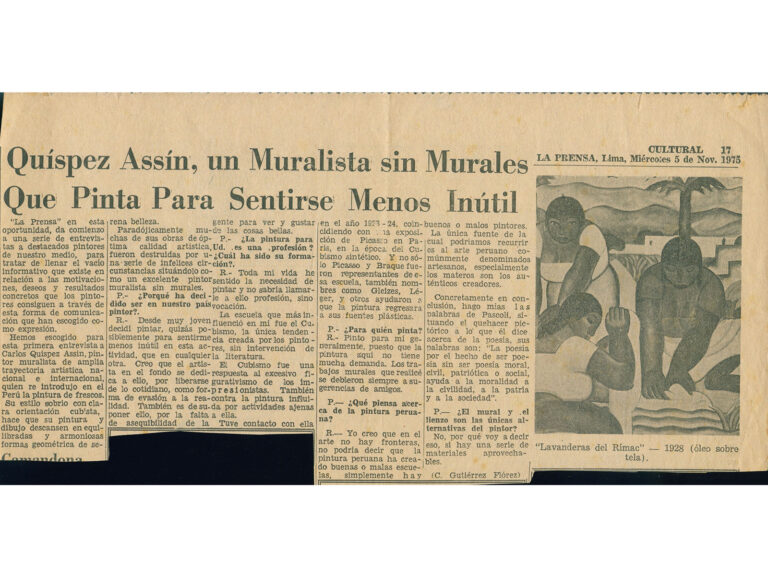 CULTURAL 17
LA PRENSA, Lima, Miércoles 5 de Nov. 1975
Quíspez Assín, un Muralista sin Murales
Que Pinta Para Sentirse Menos Inútil
"La Prensa" en esta
oportunidad, da comienzo
a una serie de entrevis-
tas a destacados pintores
de nuestro medio, para
tratar de llenar el vacío
informativo que existe en
relación a las motivacio-
nes, deseos y resultados
concretos que los pinto-
res consiguen a través de
esta forma de comunica-
ción que han escogido co-
mo expresión.
Hemos escogido para
esta primera entrevista a
Carlos Quispez Assin, pin-
tor muralista de amplia
trayectoria artística na-
cional e internacional,
quien re introdujo en el
Perú la pintura de frescos.
Su estilo sobrio con cla-
ra orientación cubista,
hace que su pintura y
dibujo descansen en equi-
libradas y armoniosas
formas geométrica de se-
Camandona
rena belleza.
Paradójicamente mu-
chas de sus obras de óp-
tima calidad artística,
fueron destruidas por u-
na serie de infelices cir-
cunstancias situándolo co-
mo un excelente pintor
muralista sin murales.
P.- ¿Porqué ha deci-
dido ser en nuestro país
pintor?.
R.- Desde muy joven
decidí pintar, quizás po-
siblemente para sentirme
menos inútil en esta ac-
tividad, que en cualquier
otra. Creo que el artis-
ta en el fondo se dedi-
ca a ello, por liberarse
de lo cotidiano, como for-
ma de evasión a la rea-
lidad. También es de
poner ello, por la falta
de asequibilidad de la
gente para ver y gustar
de las cosas bellas.
P.- ¿La pintura para
Ud. es una profesión?
¿Cuál ha sido su forma-
ción?.
R.- Toda mi vida he
sentido la necesidad de
pintar y no sabría llamar-
le a ello profesión, sino
vocación.
La escuela que más in-
fluenció en mi fue el Cu-
bismo, la única tenden-
cia creada por los pinto-
res, sin intervención de
la literatura.
El Cubismo fue una
respuesta al excesivo fi-
gurativismo de los im-
presionistas. También
contra la pintura influi-
da por actividades ajenas
a ella.
Tuve contacto con ella
en el año 1923 - 24, coin-
cidiendo con la exposi-
ción de Picasso en Pa-
rís, en la época del Cu-
bismo sintético. Y no só-
lo Picasso y Braque fue-
ron representantes de e-
sa escuela, también nom-
bres como Gleizes, Lé-
ger, y otros ayudaron a
que la pintura regresara
a sus fuentes plásticas.
P.- ¿Para quién pinta?
R.- Pinto para mi ge-
neralmente, puesto que la
pintura aquí no tiene
mucha demanda. Los tra-
bajos murales que realicé
se debieron siempre a su-
gerencias de amigos.
P.— ¿Qué piensa acer-
ca de la pintura perua-
na?
R.— Yo creo que en el
arte no hay fronteras,
no podría decir que la
pintura peruana ha crea-
do buenas o malas escue-
las, simplemente hay
buenos o malos pintores.
La única fuente de la
cual podríamos recurrir
es al arte peruano co-
múnmente denominados
artesanos, especialmente
los materos son los au-
ténticos creadores.
Concretamente en con-
clusión, hago mías las
palabras de Pascoli, si-
tuando el quehacer pic-
tórico a lo que él dice
acerca de la poesía, sus
palabras son: "La poesía
por el hecho de ser poe-
sía sin ser poesía moral,
civil, patriótica o social,
ayuda a la moralidad a
la civilidad, a la patria
y a la sociedad".
P.— ¿El mural y .el
lienzo son las únicas al-
ternativas del pintor?
No, por qué voy a decir
eso, si hay una serie de
materiales aprovecha-
bles.
(C. Gutiérrez Flórez)
"Lavanderas del Rimac" — 1928 (óleo sobre
tela).